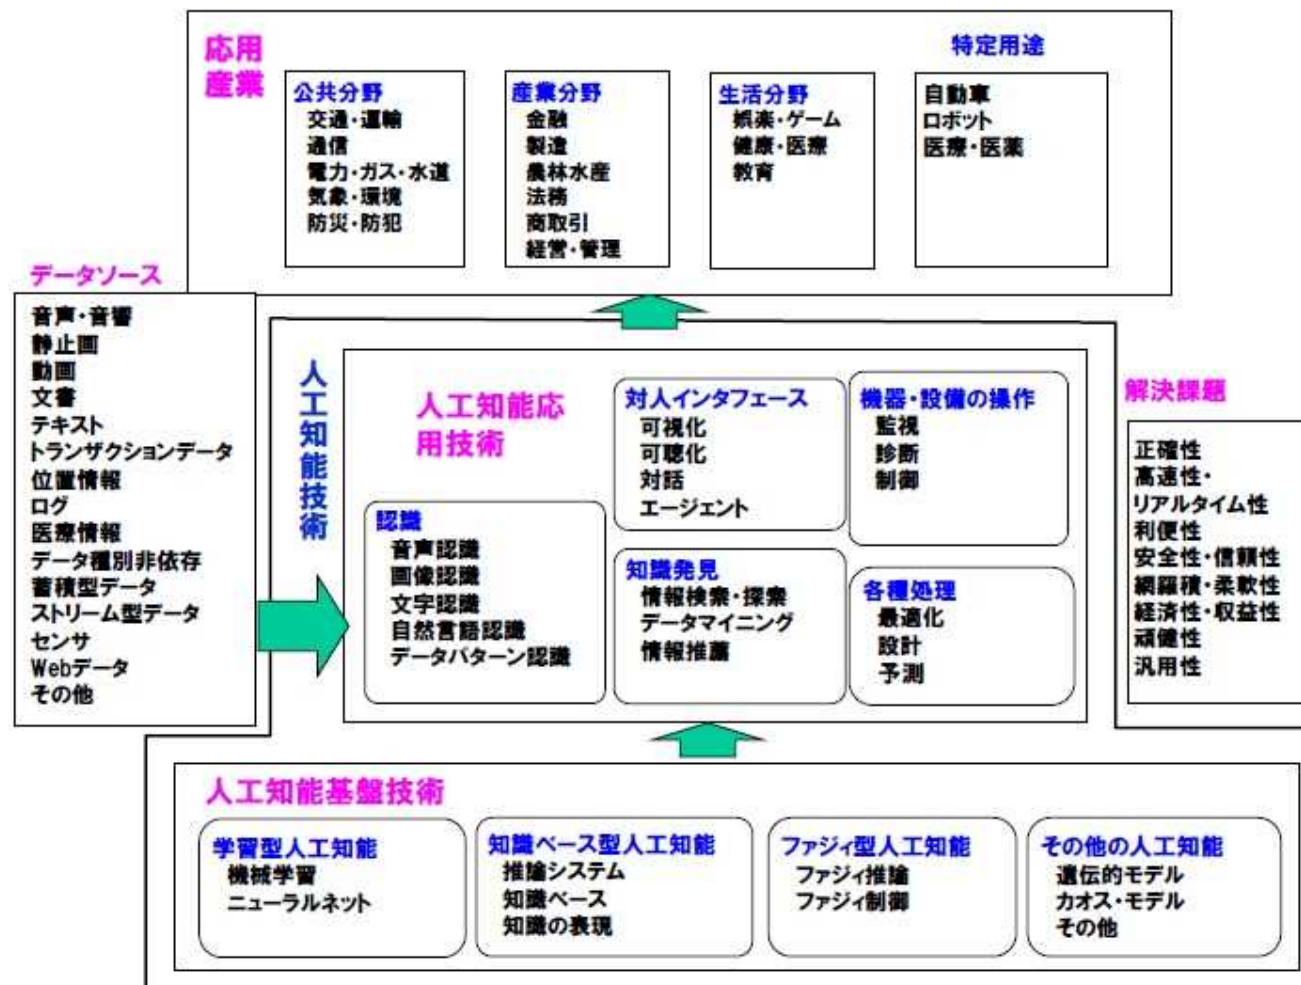 応用
産業
特定用途
公共分野
交通・運輸
通信
電力・ガス・水道
気象・環境
防災・防犯
産業分野
金融
製造
農林水産
法務
商取引
経営・管理
生活分野
娯楽・ゲーム
健康・医療
教育
自動車
ロボット
医療・医薬
データソース
音声・音響
静止画
動画
文書
テキスト
トランザクションデータ
位置情報
ログ
医療情報
データ種別非依存
蓄積型データ
ストリーム型データ
センサ
Webデータ
その他
人工知能技術
人工知能応
用技術
対人インタフェース
可視化
可聴化
対話
エージェント
機器・設備の操作
監視
診断
制御
認識
音声認識
画像認識
文字認識
自然言語認識
データパターン認識
知識発見
情報検索・探索
データマイニング
情報推薦
各種処理
最適化
設計
予測
解決課題
正確性
高速性・
リアルタイム性
利便性
安全性・信頼性
網羅積・柔軟性
経済性・収益性
頑健性
汎用性
人工知能基盤技術
学習型人工知能
機械学習
ニューラルネット
知識ベース型人工知能
推論システム
知識ベース
知識の表現
ファジィ型人工知能
ファジィ推論
ファジィ制御
その他の人工知能
遺伝的モデル
カオス・モデル
その他